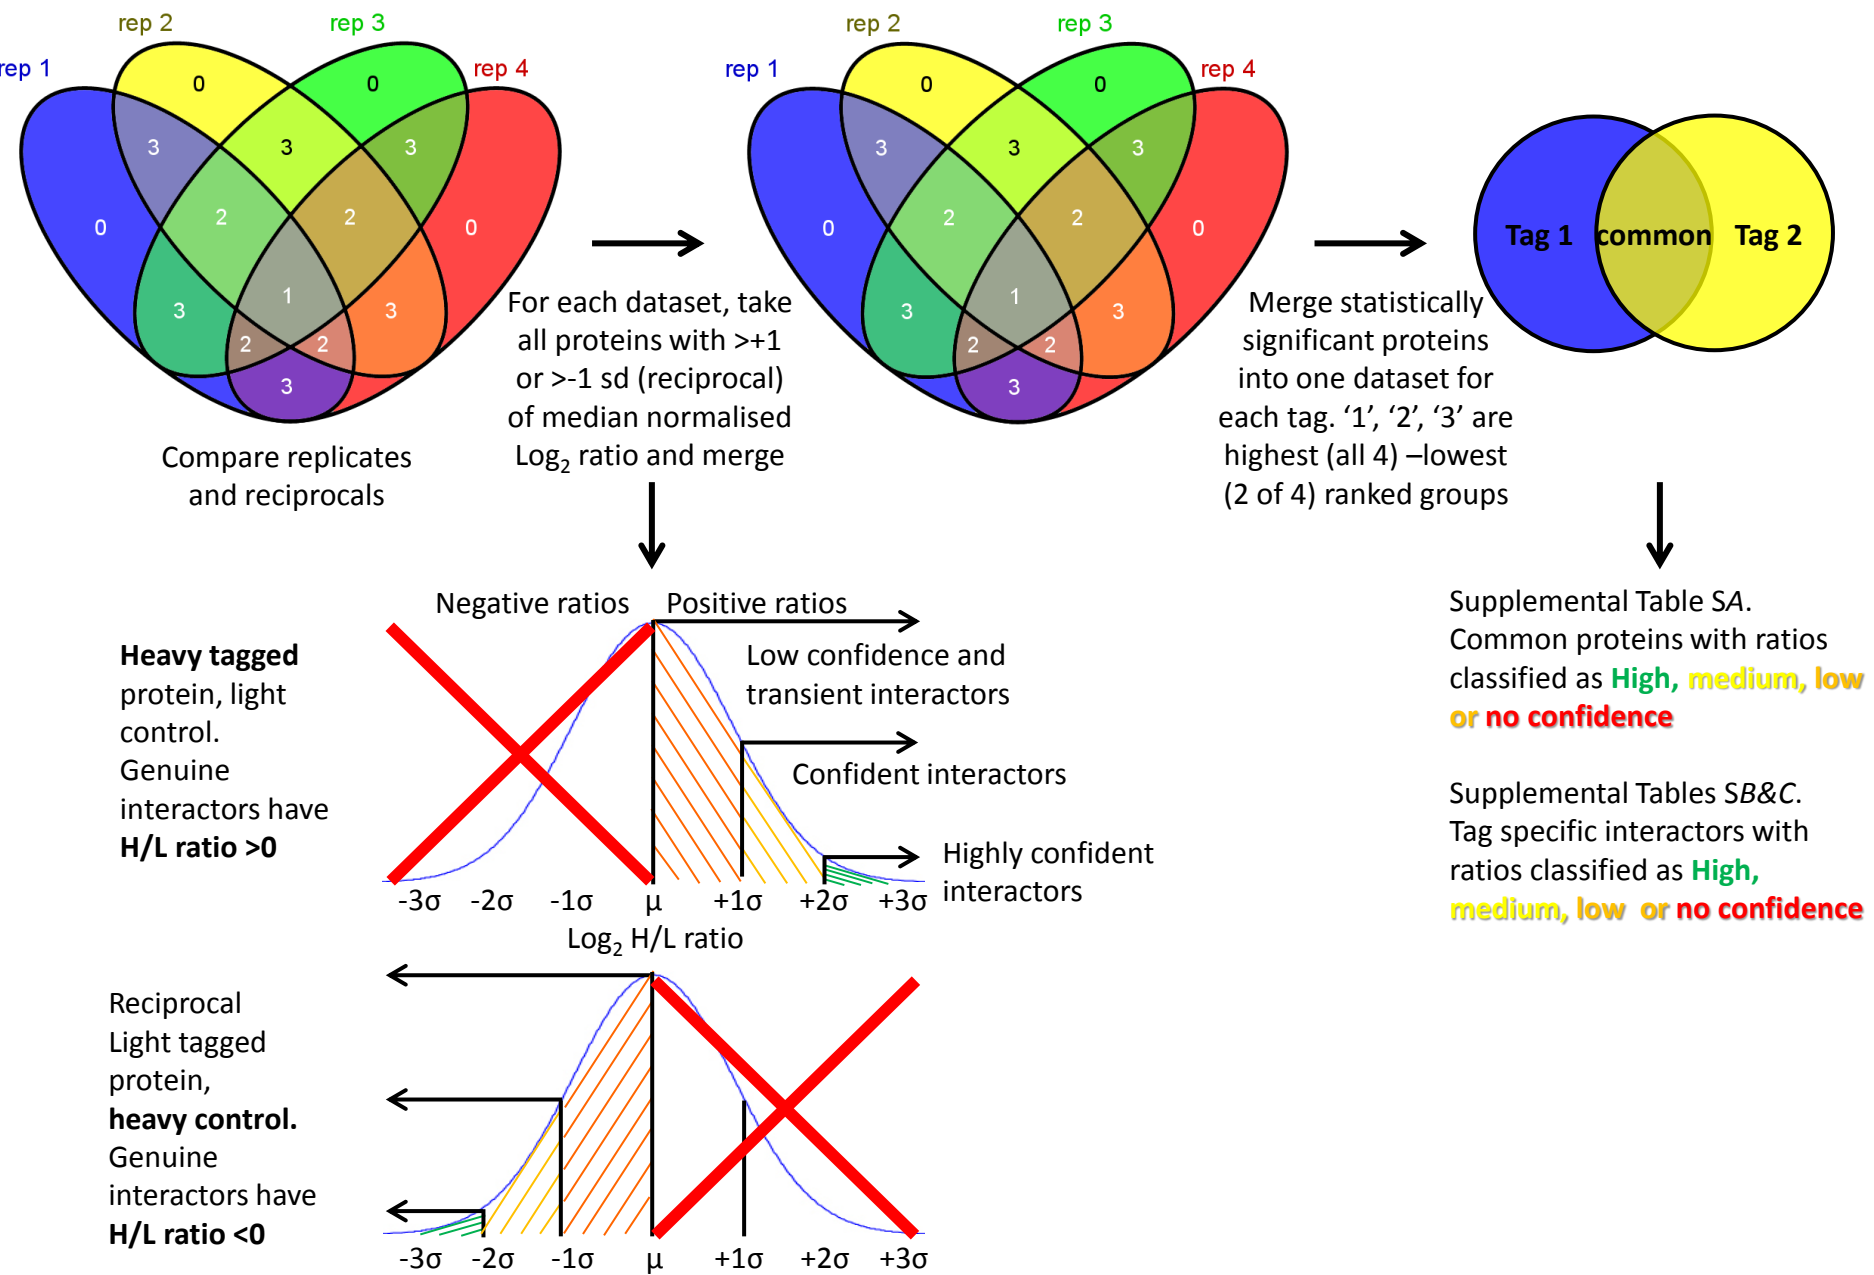 rep 1
rep 2
rep 3
rep 4
0
0
3
3
3
0
2
2
0
3
1
3
2
2
3
Compare replicates
and reciprocals
For each dataset, take
all proteins with >+1
or >-1 sd (reciprocal)
of median normalised
Log₂ ratio and merge
rep 1
rep 2
rep 3
rep 4
0
0
3
3
3
0
2
2
0
3
1
3
2
2
3
Merge statistically
significant proteins
into one dataset for
each tag. ‘1’, ‘2’, ‘3’ are
highest (all 4) –lowest
(2 of 4) ranked groups
Tag 1
common
Tag 2
Supplemental Table SA.
Common proteins with ratios
classified as High, medium, low
or no confidence
Supplemental Tables SB&C.
Tag specific interactors with
ratios classified as High,
medium, low or no confidence
Heavy tagged
protein, light
control.
Genuine
interactors have
H/L ratio >0
Negative ratios
Positive ratios
Low confidence and
transient interactors
Confident interactors
Highly confident
interactors
-3σ -2σ -1σ μ +1σ +2σ +3σ
Log₂ H/L ratio
Reciprocal
Light tagged
protein,
heavy control.
Genuine
interactors have
H/L ratio <0
-3σ -2σ -1σ μ +1σ +2σ +3σ